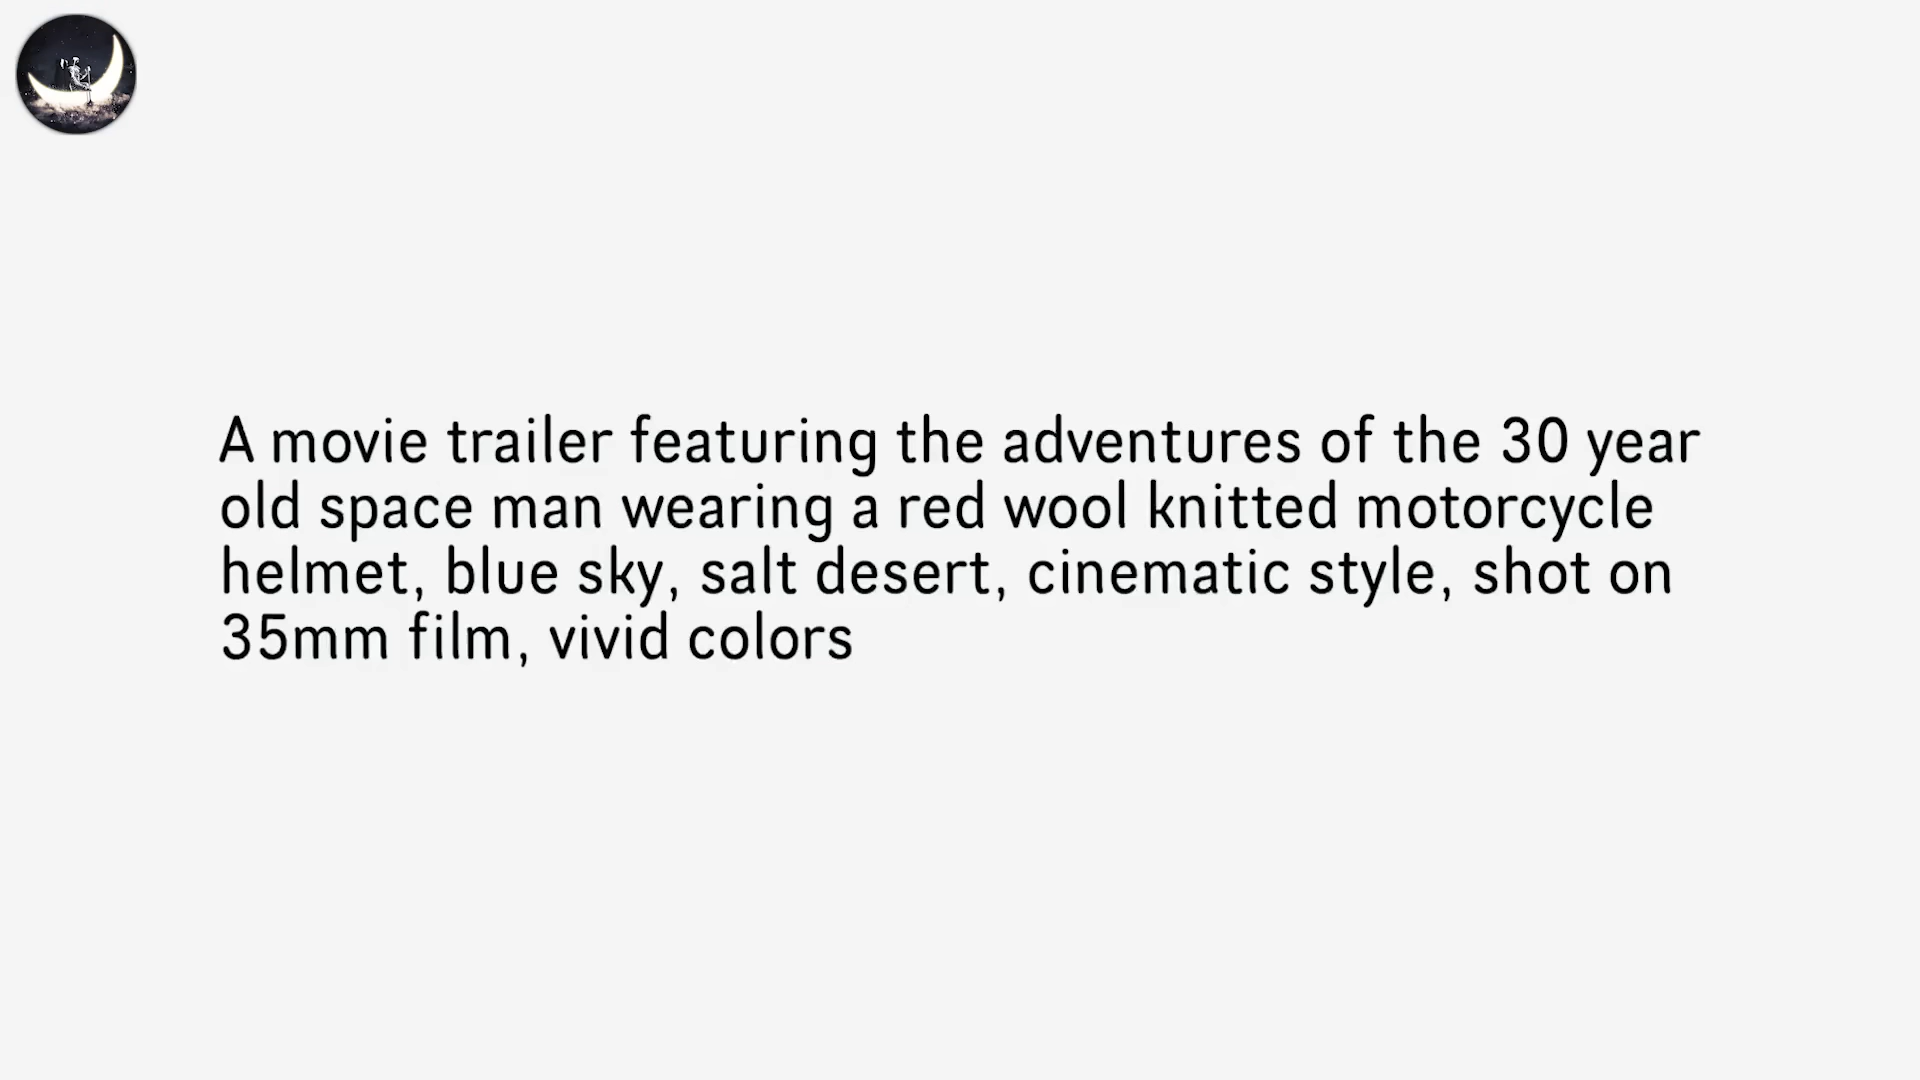 A movie trailer featuring the adventures of the 30 year
old space man wearing a red wool knitted motorcycle
helmet, blue sky, salt desert, cinematic style, shot on
35mm film, vivid colors